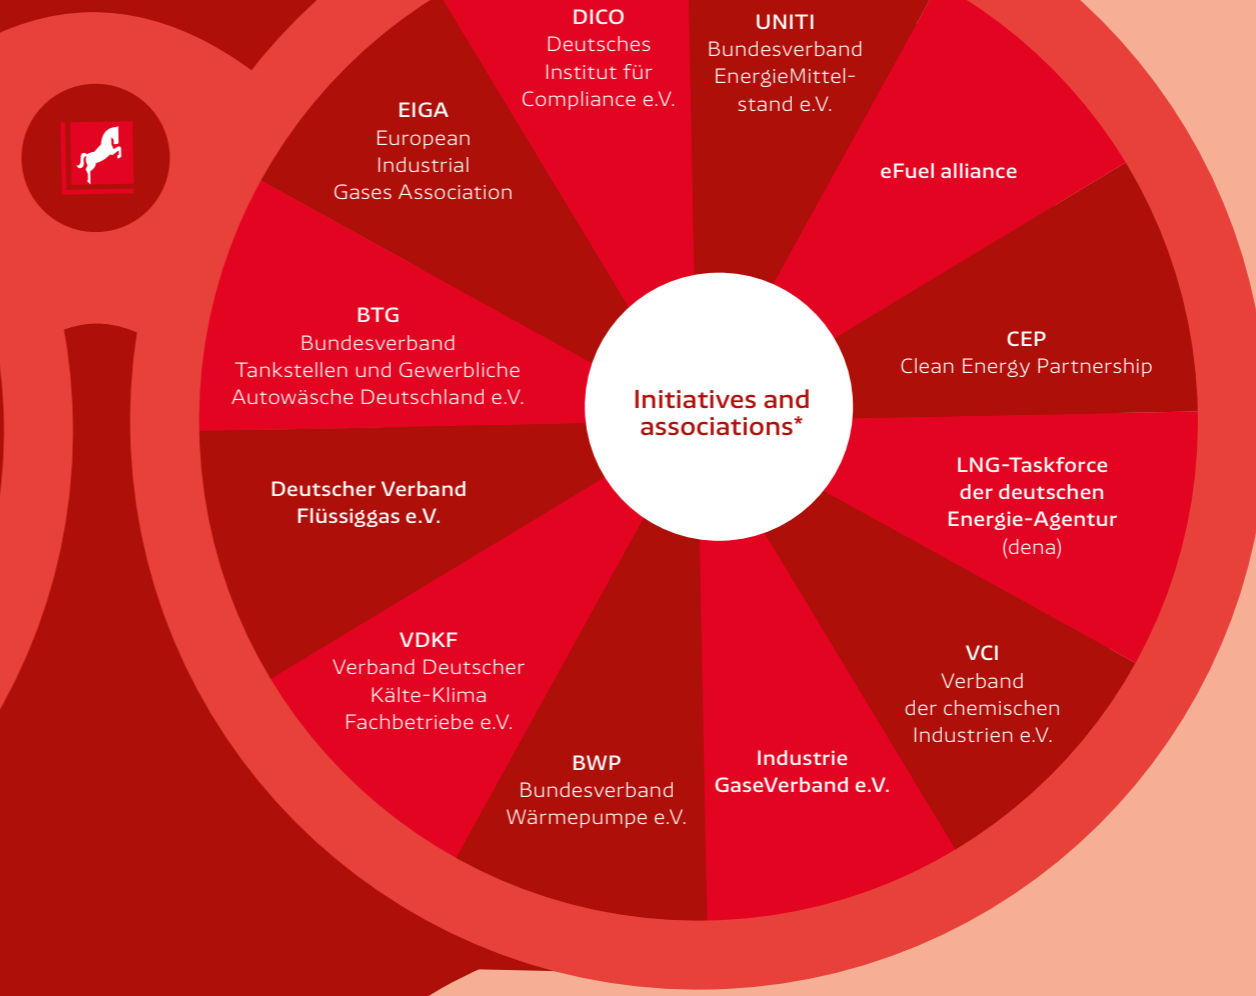 DICO
Deutsches
Institut für
Compliance e.V.
UNITI
Bundesverband
EnergieMittel-
stand e.V.
eFuel alliance
CEP
Clean Energy Partnership
LNG-Taskforce
der deutschen
Energie-Agentur
(dena)
VCI
Verband
der chemischen
Industrien e.V.
Industrie
GaseVerband e.V.
BWP
Bundesverband
Wärmepumpe e.V.
VDKF
Verband Deutscher
Kälte-Klima
Fachbetriebe e.V.
Deutscher Verband
Flüssiggas e.V.
BTG
Bundesverband
Tankstellen und Gewerbliche
Autowäsche Deutschland e.V.
EIGA
European
Industrial
Gases Association
Initiatives and
associations*